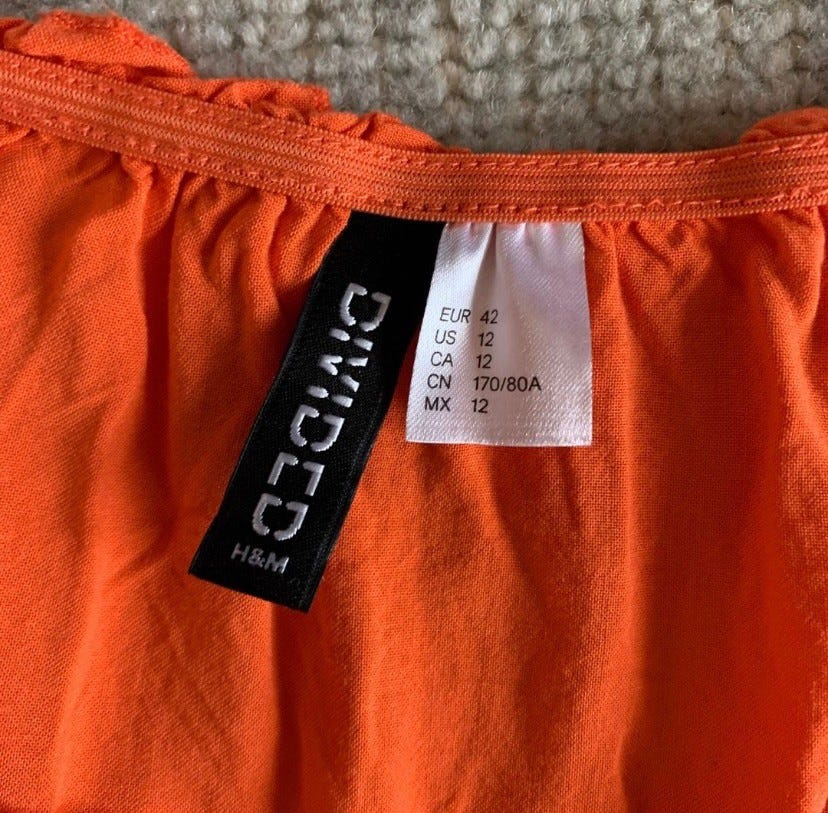 DIVIDED
H&M
EUR 42
US 12
CA 12
CN 170/80A
MX 12